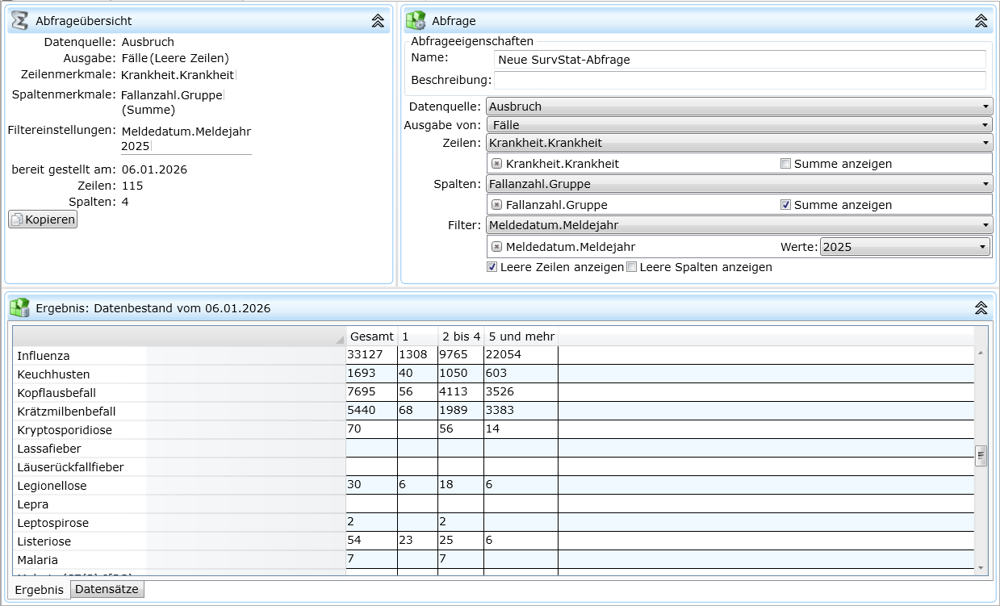 Abfrageübersicht
Datenquelle: Ausbruch
Ausgabe: Fälle (Leere Zeilen)
Zeilenmerkmale: Krankheit.Krankheit
Spaltenmerkmale: Fallanzahl.Gruppe
(Summe)
Filtereinstellungen: Meldedatum.Meldejahr
2025
bereit gestellt am: 06.01.2026
Zeilen: 115
Spalten: 4
Kopieren
Abfrage
Abfrageeigenschaften
Name: Neue SurvStat-Abfrage
Beschreibung:
Datenquelle: Ausbruch
Ausgabe von: Fälle
Zeilen: Krankheit.Krankheit
Krankheit.Krankheit Summe anzeigen
Spalten: Fallanzahl.Gruppe
Fallanzahl.Gruppe Summe anzeigen
Filter: Meldedatum.Meldejahr
Meldedatum.Meldejahr Werte: 2025
Leere Zeilen anzeigen Leere Spalten anzeigen
Ergebnis: Datenbestand vom 06.01.2026
Gesamt 1 2 bis 4 5 und mehr
Influenza 33127 1308 9765 22054
Keuchhusten 1693 40 1050 603
Kopflausbefall 7695 56 4113 3526
Krätzmilbenbefall 5440 68 1989 3383
Kryptosporidiose 70 56 14
Lassafieber
Läuserückfallfieber
Legionellose 30 6 18 6
Lepra
Leptospirose 2 2
Listeriose 54 23 25 6
Malaria 7 7
Ergebnis Datensätze